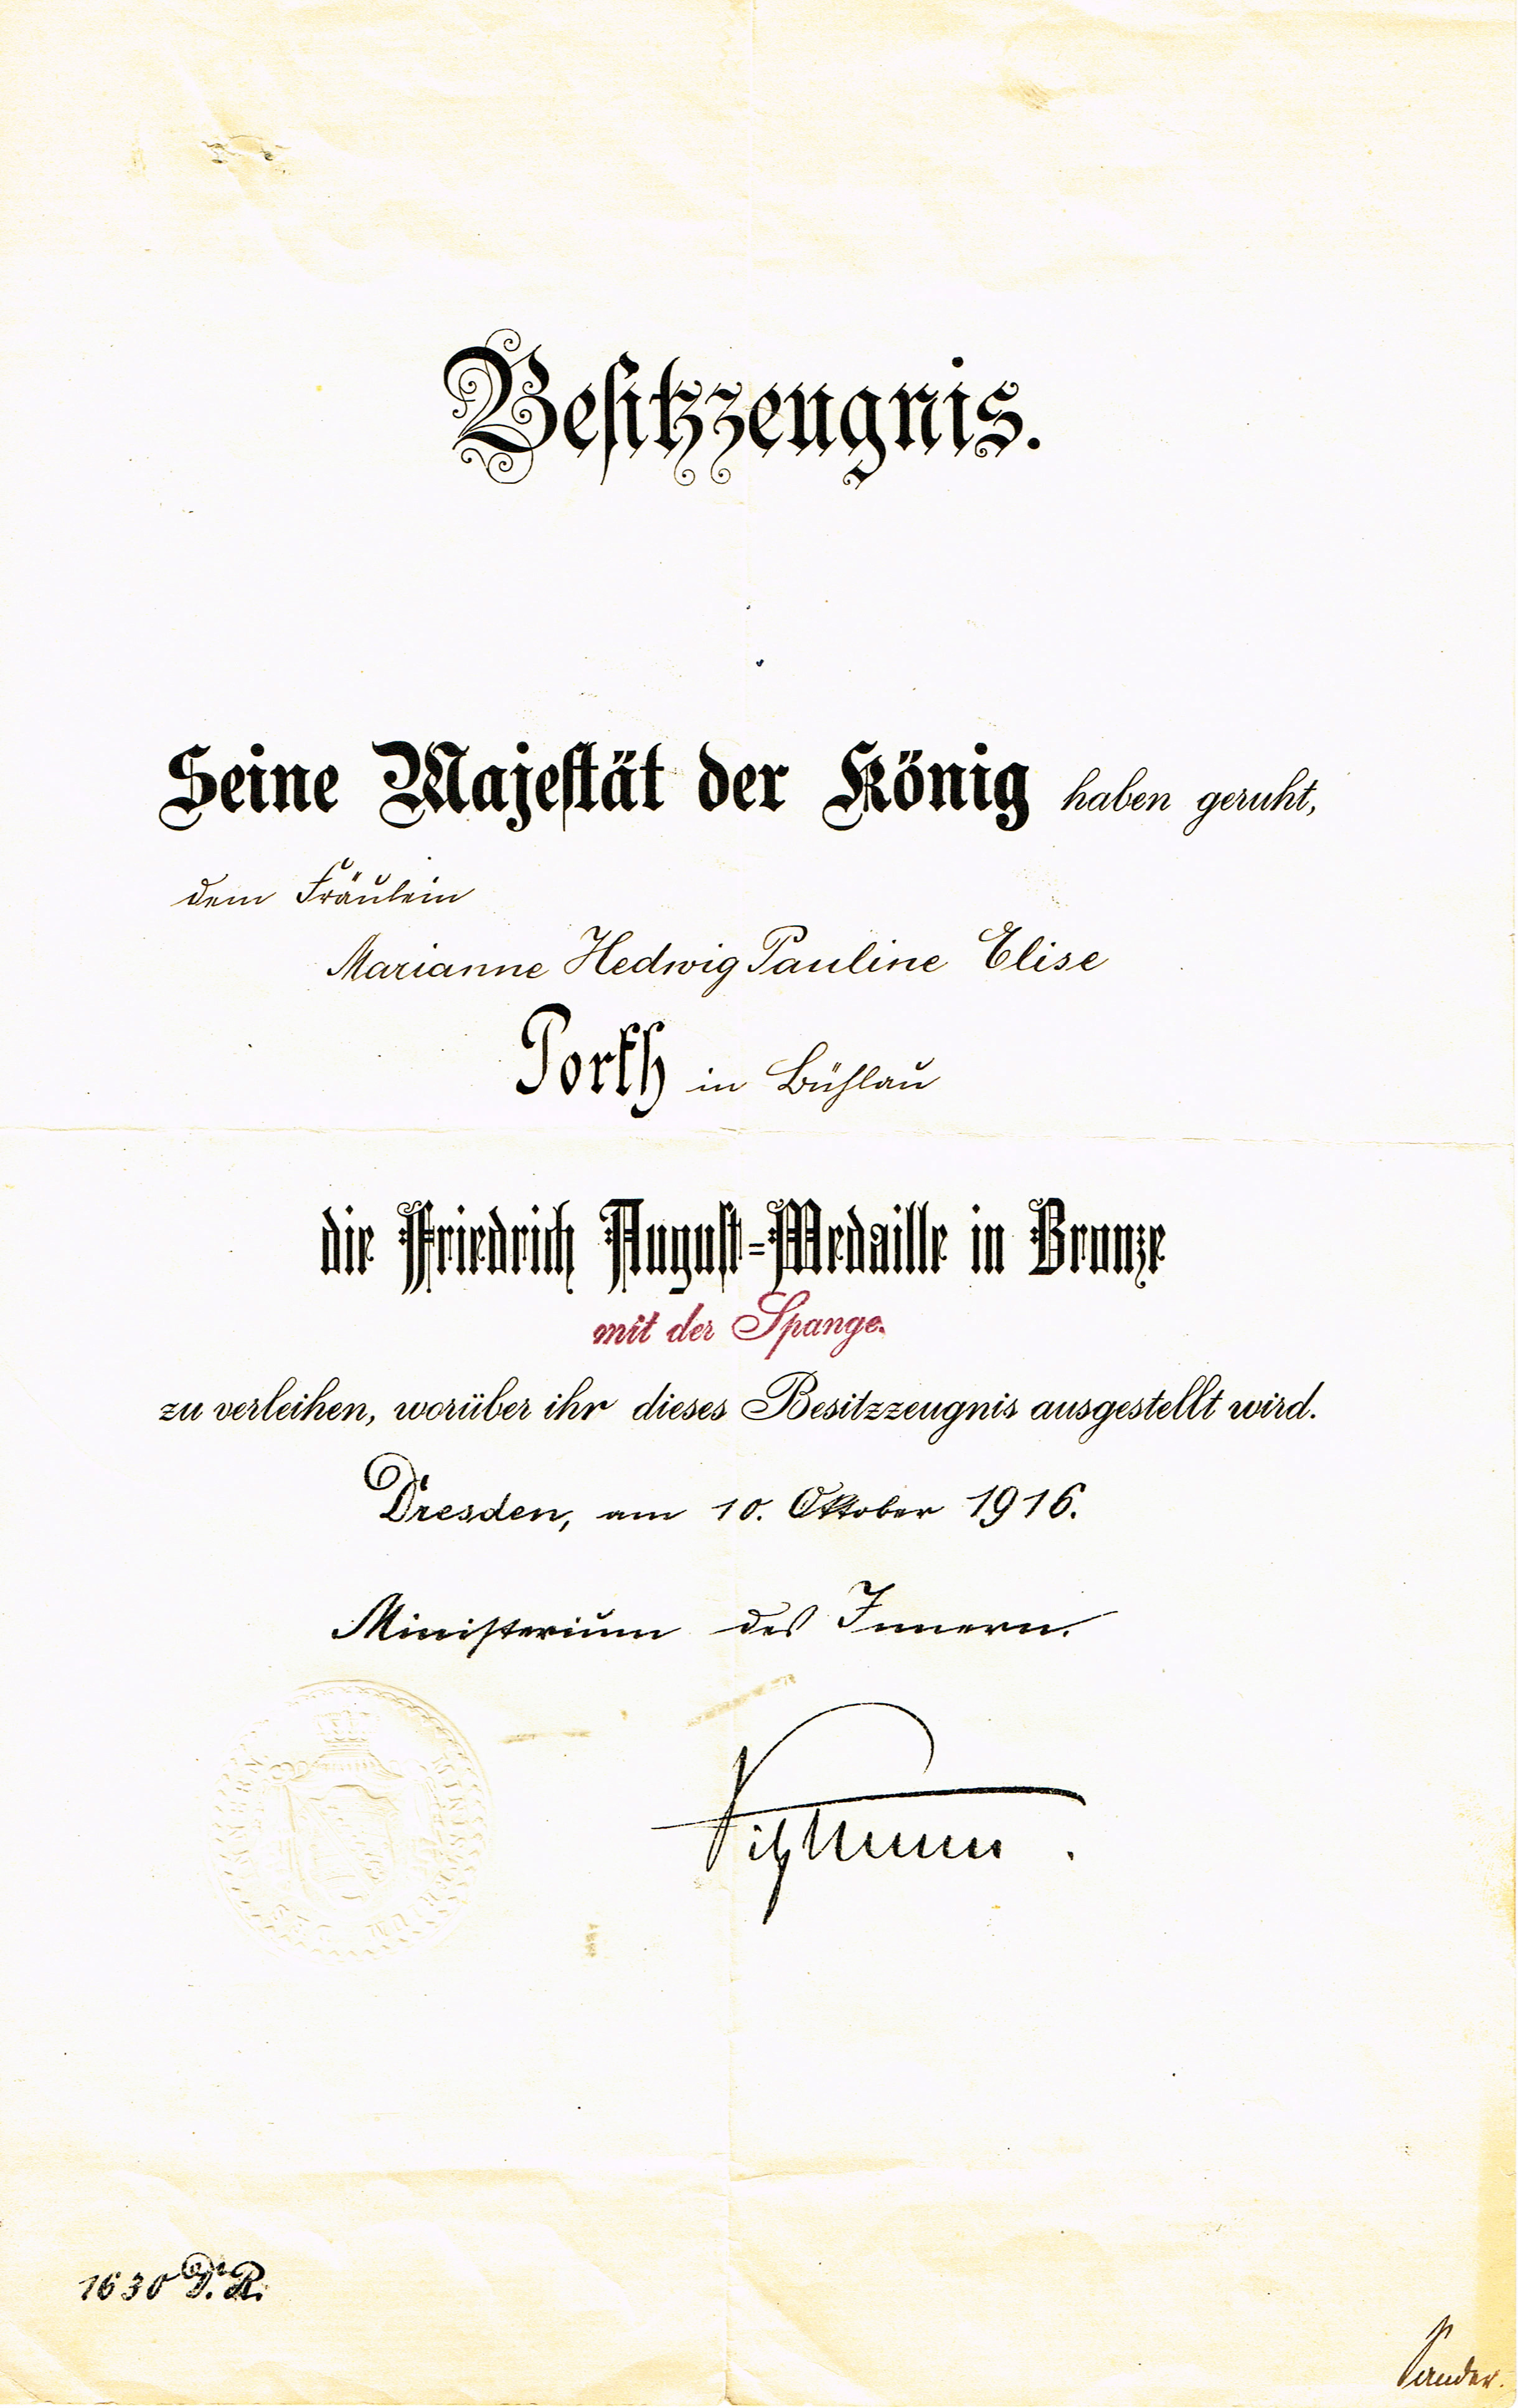 Besitzzeugnis.
Seine Majestät der König haben geruht,
dem Fräulein
Marianne Hedwig Pauline Elise
Porth in Bühlau
die Friedrich August-Medaille in Bronze
mit der Spange.
zu verleihen, worüber ihr dieses Besitzzeugnis ausgestellt wird.
Dresden, am 10. Oktober 1916.
Ministerium des Innern.
1630 D. R.